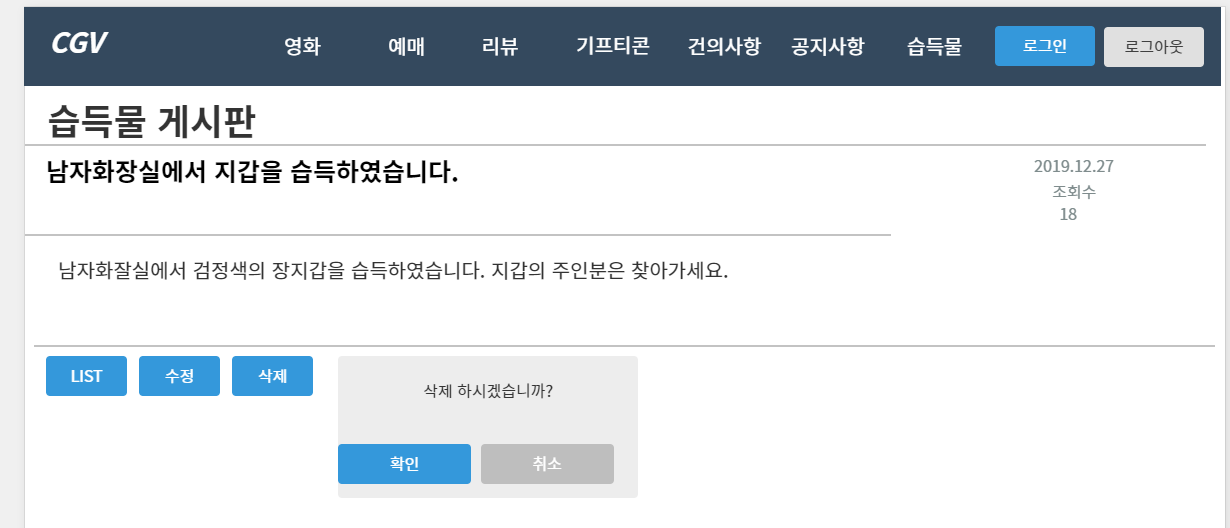 CGV 영화 예매 리뷰 기프티콘 건의사항 공지사항 습득물 로그인 로그아웃
습득물 게시판
남자화장실에서 지갑을 습득하였습니다.
2019.12.27
조회수
18
남자화잘실에서 검정색의 장지갑을 습득하였습니다. 지갑의 주인분은 찾아가세요.
LIST 수정 삭제
삭제 하시겠습니까?
확인 취소